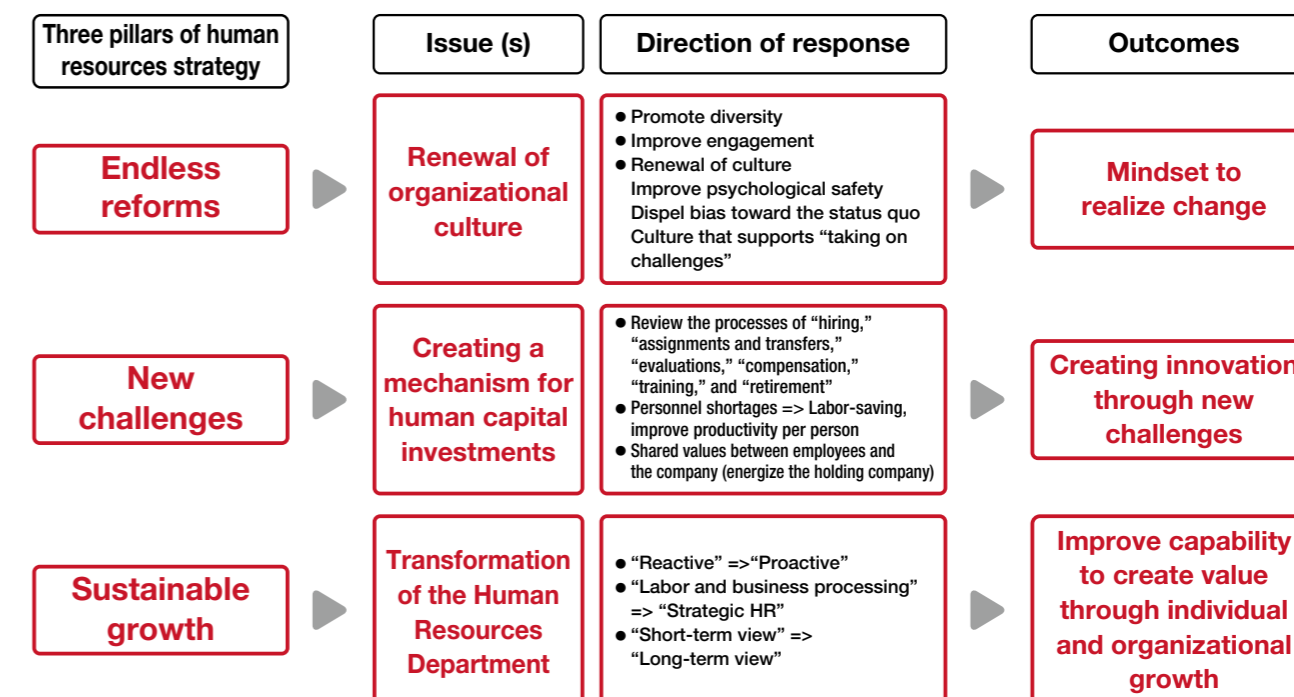 Three pillars of human
resources strategy
Issue (s)
Direction of response
Outcomes
Endless
reforms
Renewal of
organizational
culture
● Promote diversity
● Improve engagement
● Renewal of culture
Improve psychological safety
Dispel bias toward the status quo
Culture that supports “taking on
challenges”
Mindset to
realize change
New
challenges
Creating a
mechanism for
human capital
investments
● Review the processes of “hiring,”
“assignments and transfers,”
“evaluations,” “compensation,”
“training,” and “retirement”
● Personnel shortages => Labor-saving,
improve productivity per person
● Shared values between employees and
the company (energize the holding company)
Creating innovation
through new
challenges
Sustainable
growth
Transformation
of the Human
Resources
Department
● “Reactive” =>“Proactive”
● “Labor and business processing”
=> “Strategic HR”
● “Short-term view” =>
“Long-term view”
Improve capability
to create value
through individual
and organizational
growth